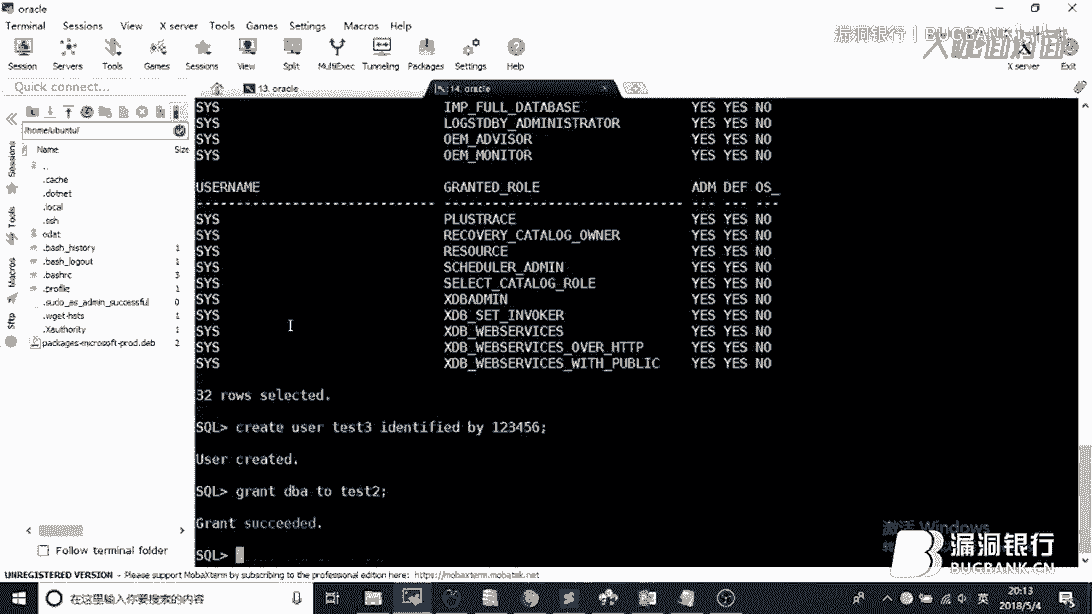 oracle
Terminal Sessions View X server Tools Games Settings Macros Help
漏洞银行 | BUGBANK.CN
大咖面对面
Session Servers Tools Games Sessions View Split MultiExec Tunneling Packages Settings Help X server Exit
Quick connect...
13. oracle
14. oracle
/home/ubuntu/
Name Size
..
.cache
.dotnet
.local
.ssh
odat
.bash_history 1
.bash_logout 1
.bashrc 3
.profile 1
.sudo_as_admin_successful 0
.wget-hsts 1
.Xauthority 1
packages-microsoft-prod.deb 2
Sessions
Tools
Macros
Sftp
Follow terminal folder
SYS IMP_FULL_DATABASE YES YES NO
SYS LOGSTDBY_ADMINISTRATOR YES YES NO
SYS OEM_ADVISOR YES YES NO
SYS OEM_MONITOR YES YES NO
USERNAME GRANTED_ROLE ADM DEF OS_
------------------------------ ------------------------------ --- --- ---
SYS PLUSTRACE YES YES NO
SYS RECOVERY_CATALOG_OWNER YES YES NO
SYS RESOURCE YES YES NO
SYS SCHEDULER_ADMIN YES YES NO
SYS SELECT_CATALOG_ROLE YES YES NO
SYS XDBADMIN YES YES NO
SYS XDB_SET_INVOKER YES YES NO
SYS XDB_WEBSERVICES YES YES NO
SYS XDB_WEBSERVICES_OVER_HTTP YES YES NO
SYS XDB_WEBSERVICES_WITH_PUBLIC YES YES NO
32 rows selected.
SQL> create user test3 identified by 123456;
User created.
SQL> grant dba to test2;
Grant succeeded.
SQL>
激活 Windows
漏洞银行
BUGBANK.CN
UNREGISTERED VERSION - Please support MobaXterm by subscribing to the professional edition here: https://mobaxterm.mobatek.net
在这里输入你要搜索的内容
英
20:13
2018/5/4